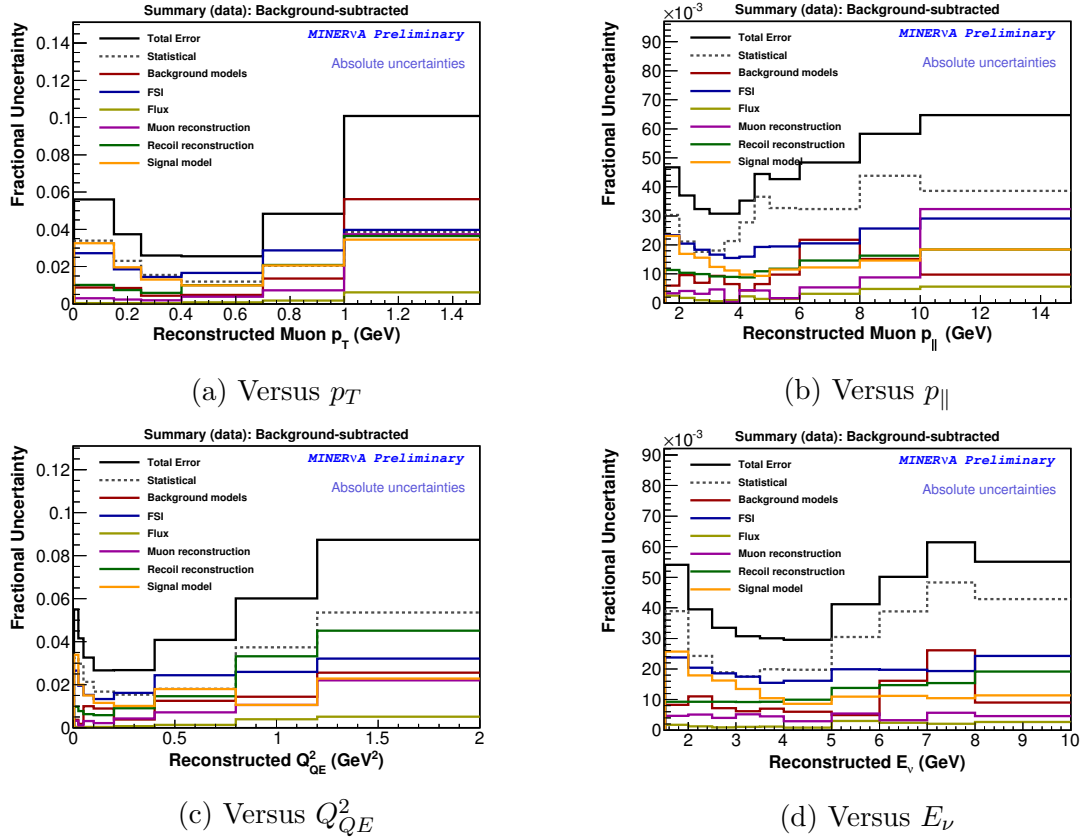 Summary (data): Background-subtracted
MINERνA Preliminary
Absolute uncertainties
Total Error
Statistical
Background models
FSI
Flux
Muon reconstruction
Recoil reconstruction
Signal model
Fractional Uncertainty
0.14
0.12
0.1
0.08
0.06
0.04
0.02
0
0 0.2 0.4 0.6 0.8 1 1.2 1.4
Reconstructed Muon p_T (GeV)
(a) Versus p_T
Summary (data): Background-subtracted
×10⁻³
MINERνA Preliminary
Absolute uncertainties
Total Error
Statistical
Background models
FSI
Flux
Muon reconstruction
Recoil reconstruction
Signal model
Fractional Uncertainty
90
80
70
60
50
40
30
20
10
0
2 4 6 8 10 12 14
Reconstructed Muon p_∥ (GeV)
(b) Versus p_∥
Summary (data): Background-subtracted
MINERνA Preliminary
Absolute uncertainties
Total Error
Statistical
Background models
FSI
Flux
Muon reconstruction
Recoil reconstruction
Signal model
Fractional Uncertainty
0.12
0.1
0.08
0.06
0.04
0.02
0
0 0.5 1 1.5 2
Reconstructed Q²_QE (GeV²)
(c) Versus Q²_QE
Summary (data): Background-subtracted
×10⁻³
MINERνA Preliminary
Absolute uncertainties
Total Error
Statistical
Background models
FSI
Flux
Muon reconstruction
Recoil reconstruction
Signal model
Fractional Uncertainty
90
80
70
60
50
40
30
20
10
0
2 3 4 5 6 7 8 9 10
Reconstructed E_ν (GeV)
(d) Versus E_ν